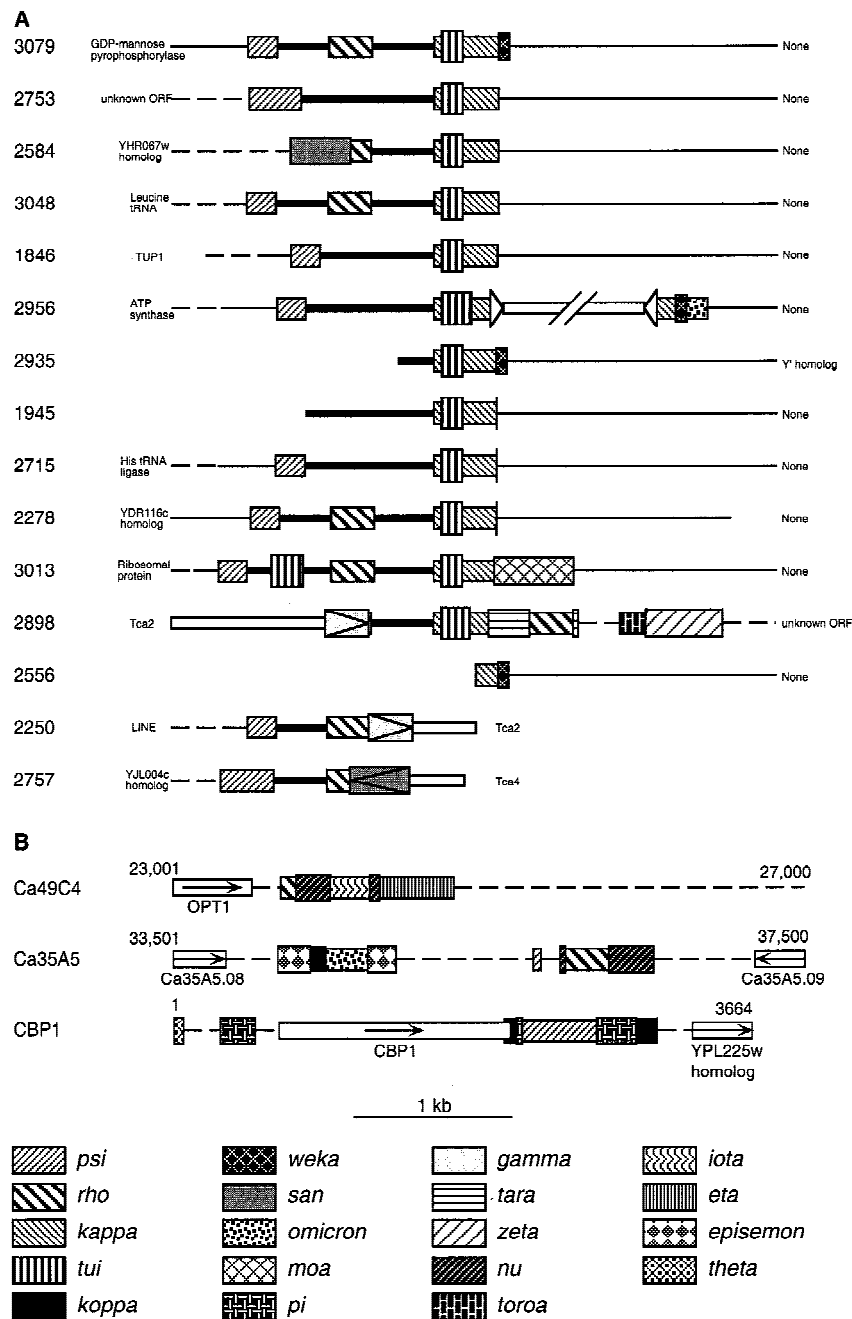 A
3079 GDP-mannose pyrophosphorylase None
2753 unknown ORF None
2584 YHR067w homolog None
3048 Leucine tRNA None
1846 TUP1 None
2956 ATP synthase None
2935 Y' homolog
1945 None
2715 His tRNA ligase None
2278 YDR116c homolog None
3013 Ribosomal protein None
2898 Tca2 unknown ORF
2556 None
2250 LINE Tca2
2757 YJL004c homolog Tca4
B
23,001 27,000
Ca49C4
OPT1
33,501 37,500
Ca35A5
Ca35A5.08 Ca35A5.09
1 3664
CBP1
CBP1 YPL225w homolog
1 kb
psi weka gamma iota
rho san tara eta
kappa omicron zeta episemon
tui moa nu theta
koppa pi toroa